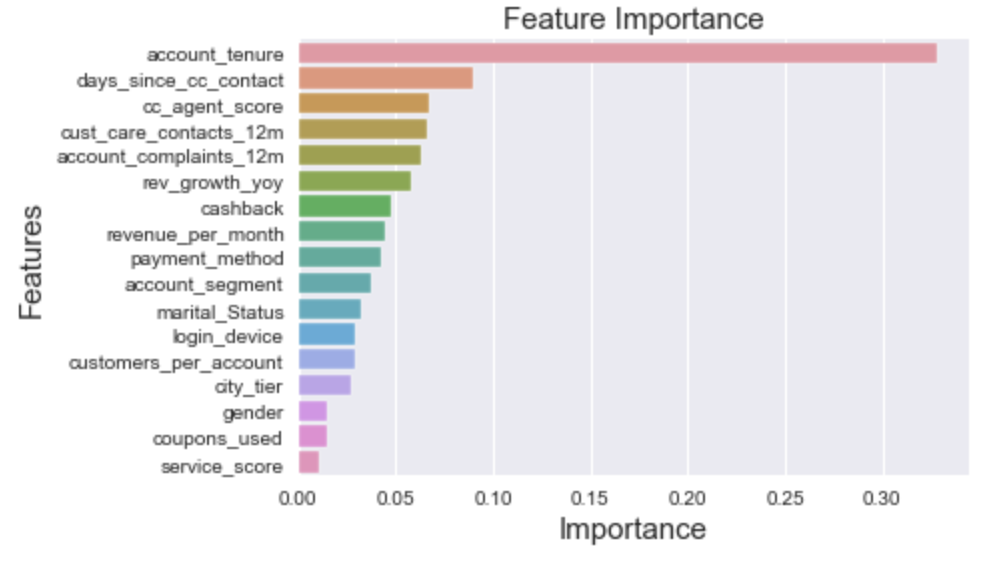 Feature Importance
account_tenure
days_since_cc_contact
cc_agent_score
cust_care_contacts_12m
account_complaints_12m
rev_growth_yoy
cashback
revenue_per_month
payment_method
account_segment
marital_Status
login_device
customers_per_account
city_tier
gender
coupons_used
service_score
Features
0.00 0.05 0.10 0.15 0.20 0.25 0.30
Importance